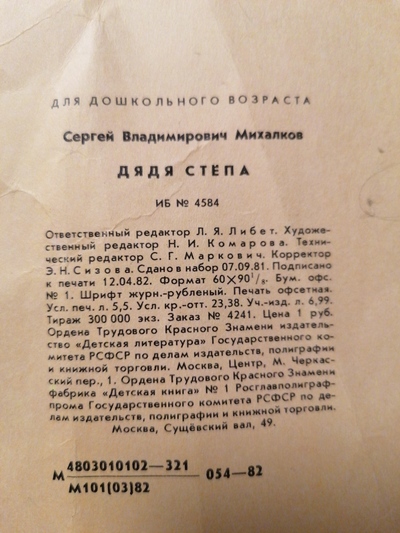 ДЛЯ ДОШКОЛЬНОГО ВОЗРАСТА
Сергей Владимирович Михалков
ДЯДЯ СТЁПА
ИБ № 4584
Ответственный редактор Л. Я. Либет. Художе-
ственный редактор Н. И. Комарова. Техни-
ческий редактор С. Г. Маркович. Корректор
Э. Н. Сизова. Сдано в набор 07.09.81. Подписано
к печати 12.04.82. Формат 60×90¹/₈. Бум. офс.
№ 1. Шрифт журн.-рубленый. Печать офсетная.
Усл. печ. л. 5,5. Усл. кр.-отт. 23,38. Уч.-изд. л. 6,99.
Тираж 300 000 экз. Заказ № 4241. Цена 1 руб.
Ордена Трудового Красного Знамени издатель-
ство «Детская литература» Государственного ко-
митета РСФСР по делам издательств, полиграфии
и книжной торговли. Москва, Центр, М. Черкас-
ский пер., 1. Ордена Трудового Красного Знамени
фабрика «Детская книга» № 1 Росглавполиграф-
прома Государственного комитета РСФСР по де-
лам издательств, полиграфии и книжной торговли.
Москва, Сущёвский вал, 49.
М 4803010102—321 054—82
М101(03)82